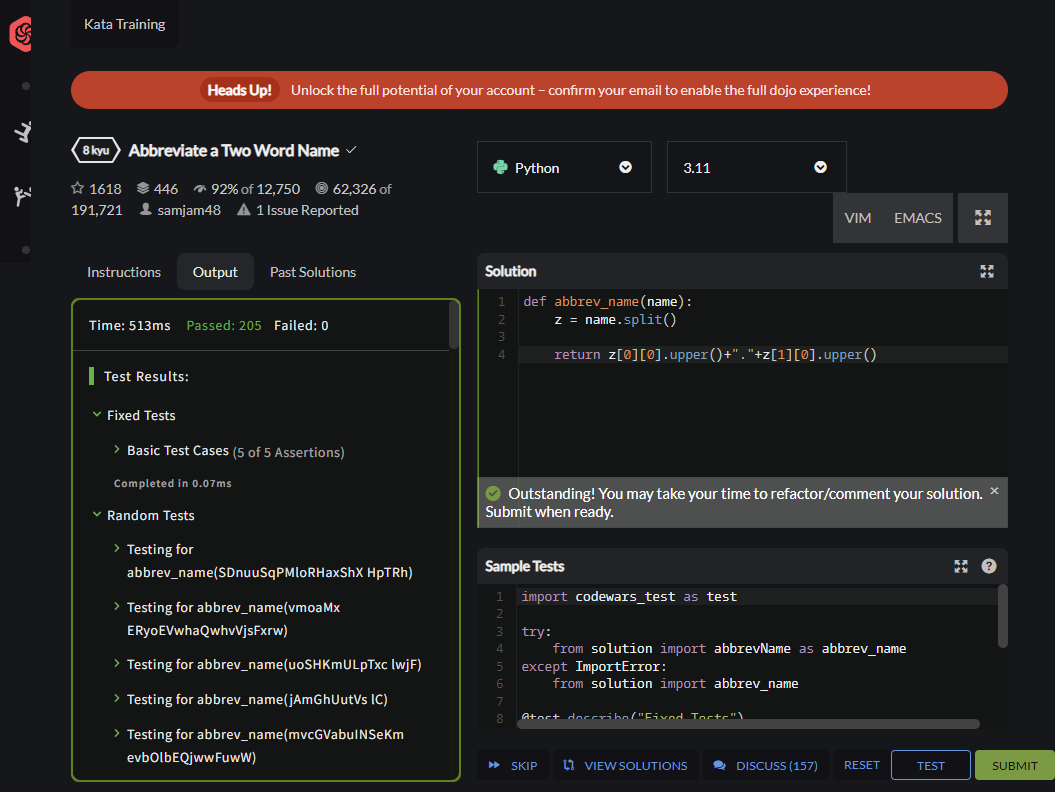 Kata Training
Heads Up! Unlock the full potential of your account – confirm your email to enable the full dojo experience!
8 kyu Abbreviate a Two Word Name
1618 446 92% of 12,750 62,326 of
191,721 samjam48 1 Issue Reported
Python
3.11
VIM EMACS
Instructions Output Past Solutions
Time: 513ms Passed: 205 Failed: 0
Test Results:
Fixed Tests
Basic Test Cases (5 of 5 Assertions)
Completed in 0.07ms
Random Tests
Testing for
abbrev_name(SDnuuSqPMloRHaxShX HpTRh)
Testing for abbrev_name(vmoaMx
ERyoEVwhaQwhvVjsFxrw)
Testing for abbrev_name(uoSHKmULpTxc lwjF)
Testing for abbrev_name(jAmGhUutVs lC)
Testing for abbrev_name(mvcGVabuINSeKm
evbOlbEQjwwFuwW)
Solution
1 def abbrev_name(name):
2 z = name.split()
3
4 return z[0][0].upper()+"."+z[1][0].upper()
Outstanding! You may take your time to refactor/comment your solution.
Submit when ready.
Sample Tests
1 import codewars_test as test
2
3 try:
4 from solution import abbrevName as abbrev_name
5 except ImportError:
6 from solution import abbrev_name
7
8 @test.describe("Fixed Tests")
SKIP VIEW SOLUTIONS DISCUSS (157) RESET TEST SUBMIT